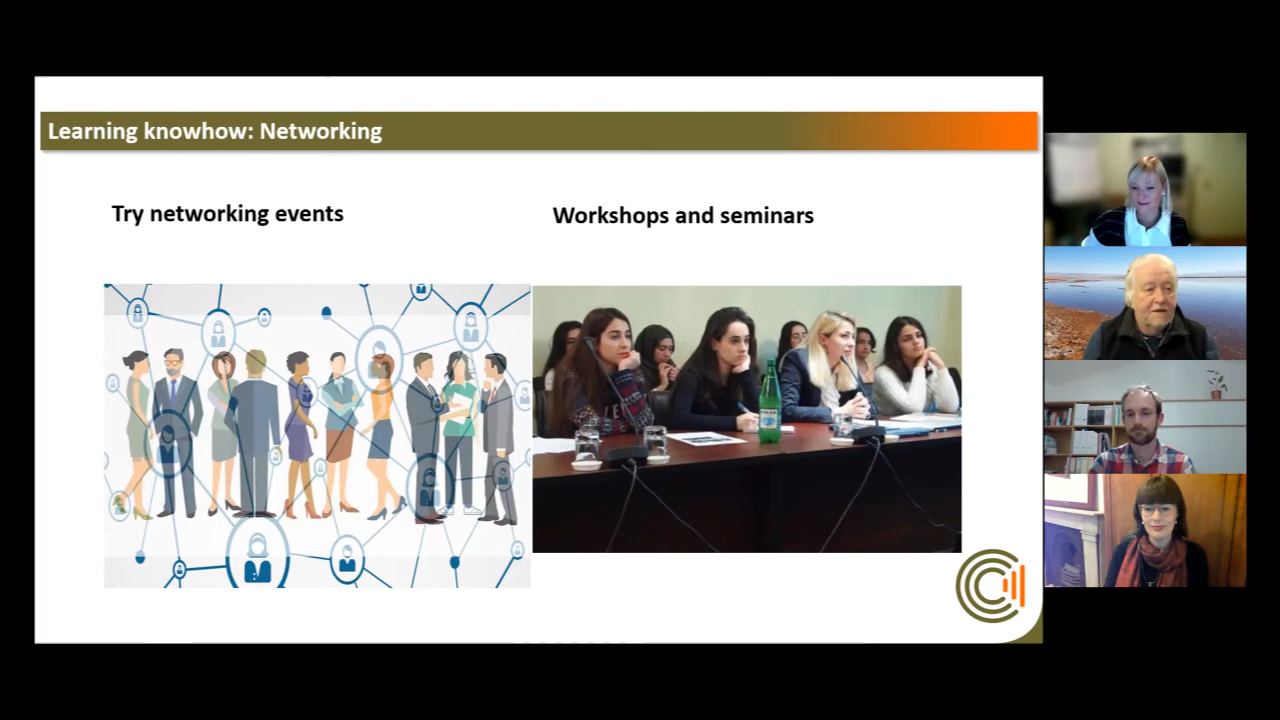 Learning knowhow: Networking
Try networking events
Workshops and seminars